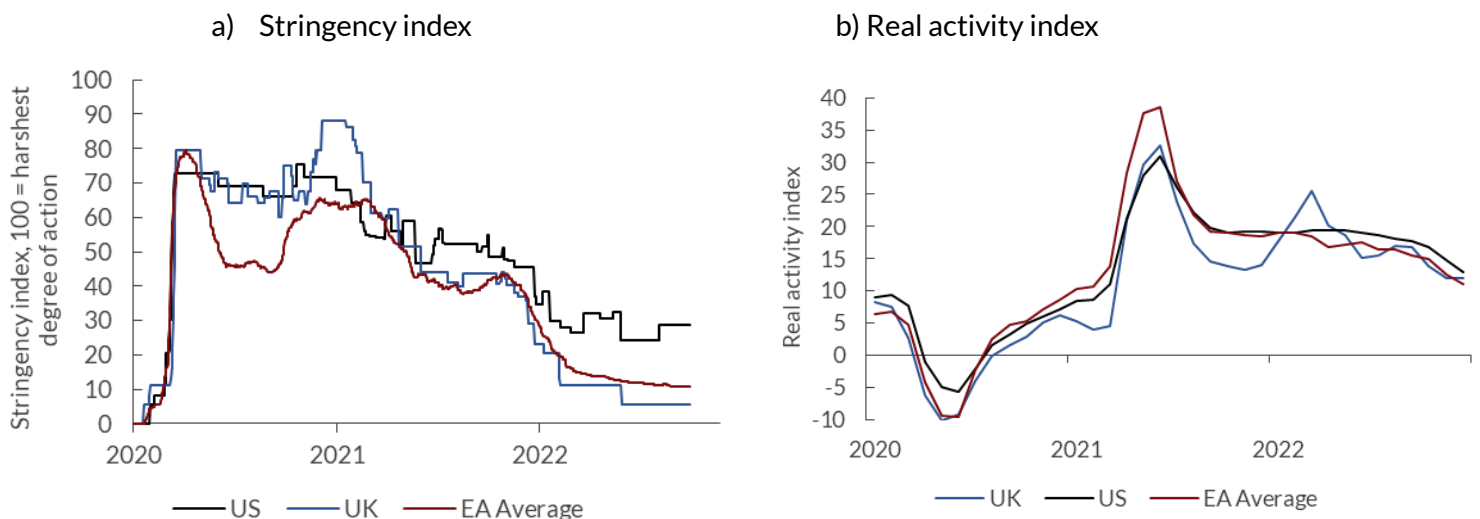 a) Stringency index
Stringency index, 100 = harshest
degree of action
100
90
80
70
60
50
40
30
20
10
0
2020 2021 2022
US UK EA Average
b) Real activity index
Real activity index
40
35
30
25
20
15
10
5
0
-5
-10
2020 2021 2022
UK US EA Average